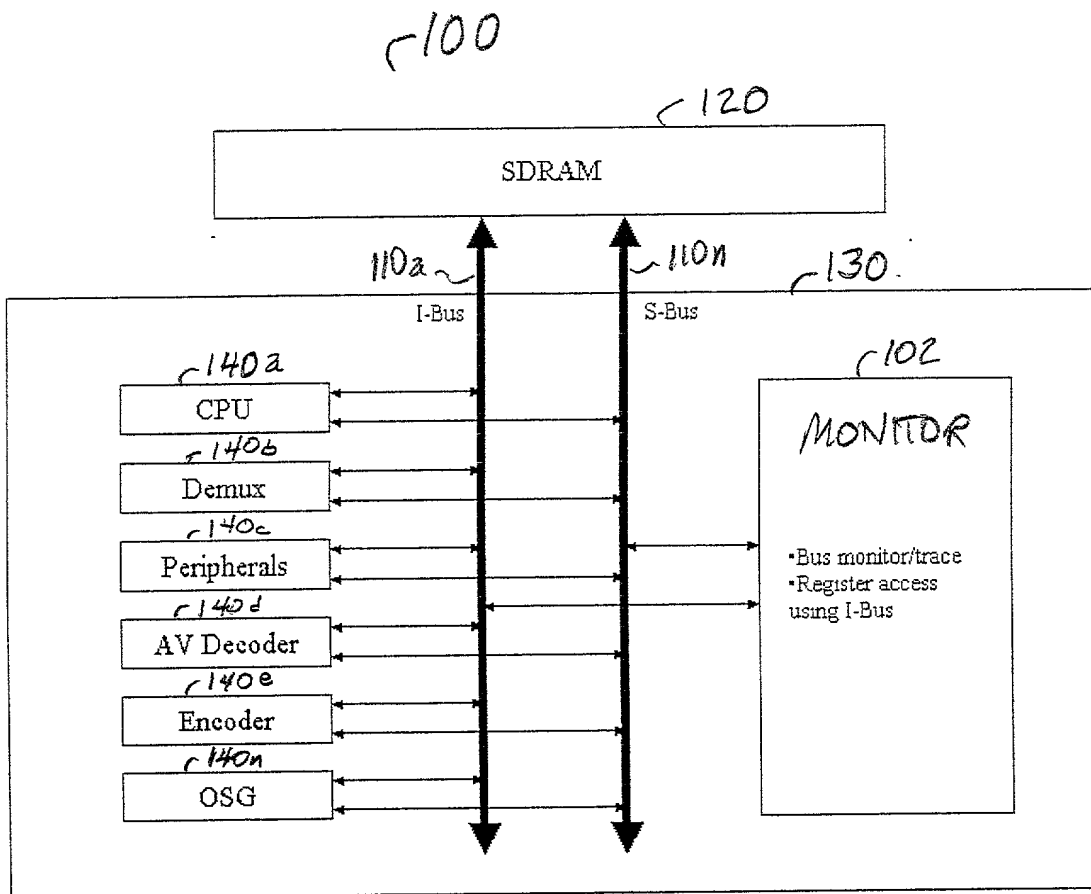 100
120
SDRAM
110a
110n
130.
I-Bus
S-Bus
140a
CPU
140b
Demux
140c
Peripherals
140d
AV Decoder
140e
Encoder
140n
OSG
102
MONITOR
▪Bus monitor/trace
▪Register access
using I-Bus